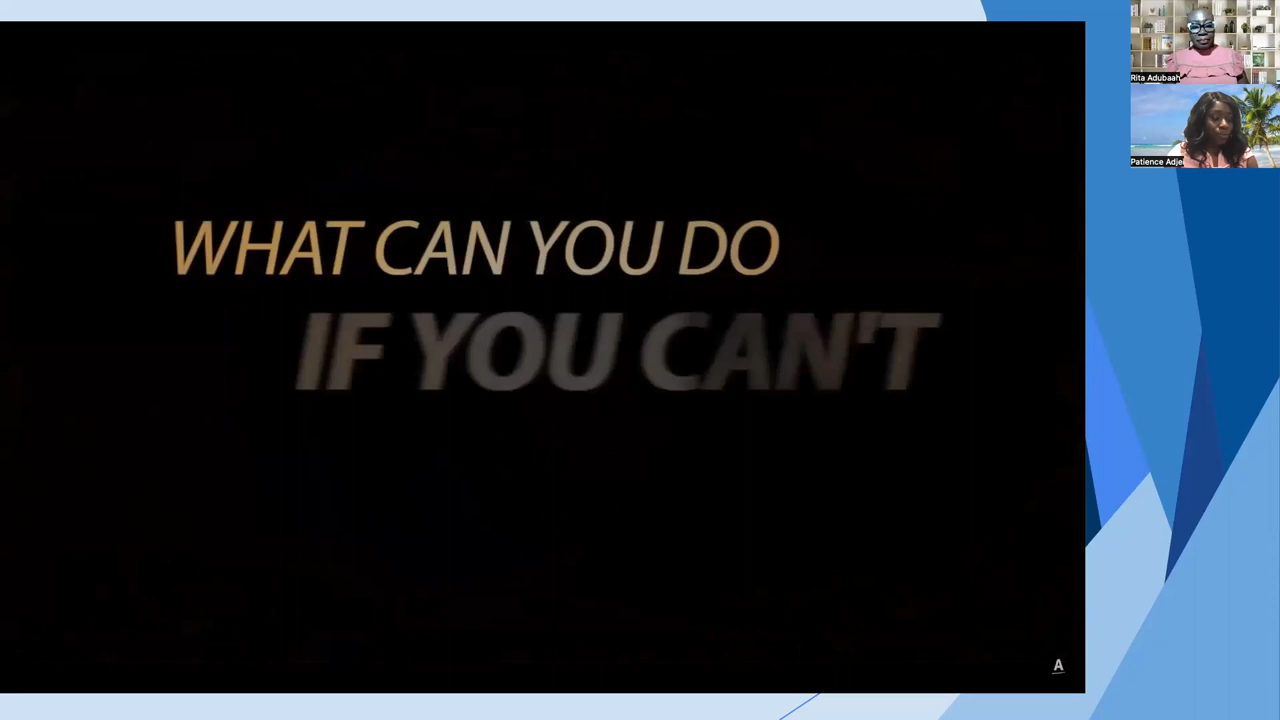 WHAT CAN YOU DO
IF YOU CAN'T
Rita Adubaah
Patience Adje
A